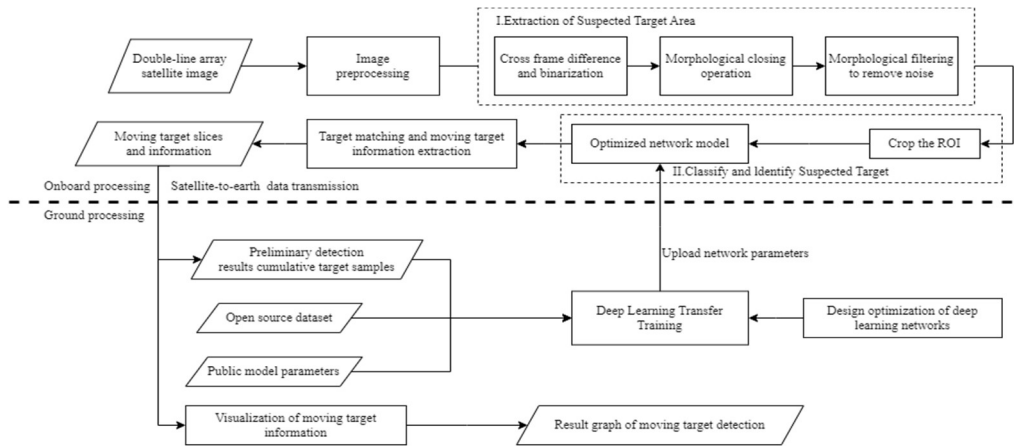 I.Extraction of Suspected Target Area
Double-line array
satellite image
Image
preprocessing
Cross frame difference
and binarization
Morphological closing
operation
Morphological filtering
to remove noise
Moving target slices
and information
Target matching and moving target
information extraction
Optimized network model
Crop the ROI
II.Classify and Identify Suspected Target
Onboard processing
Satellite-to-earth data transmission
Ground processing
Preliminary detection
results cumulative target samples
Upload network parameters
Open source dataset
Deep Learning Transfer
Training
Design optimization of deep
learning networks
Public model parameters
Visualization of moving target
information
Result graph of moving target detection